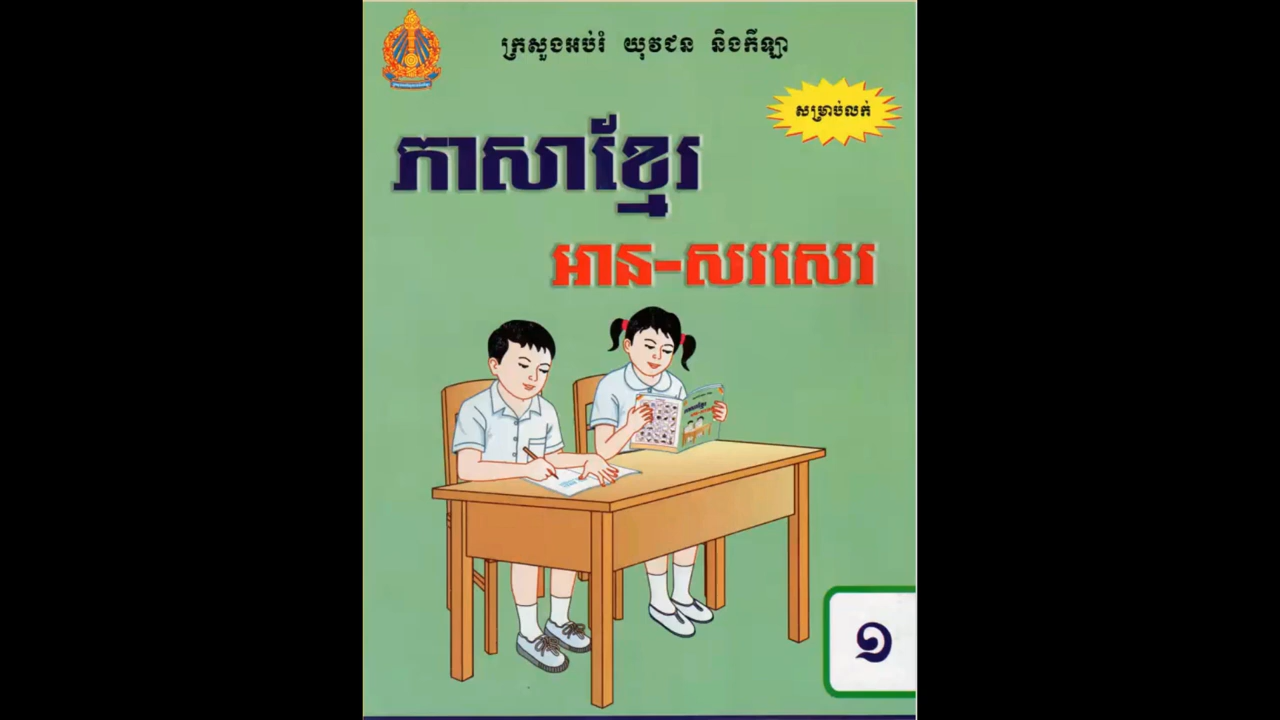 ក្រសួងអប់រំ យុវជន និងកីឡា
សម្រាប់លក់
ភាសាខ្មែរ
អាន-សរសេរ
១